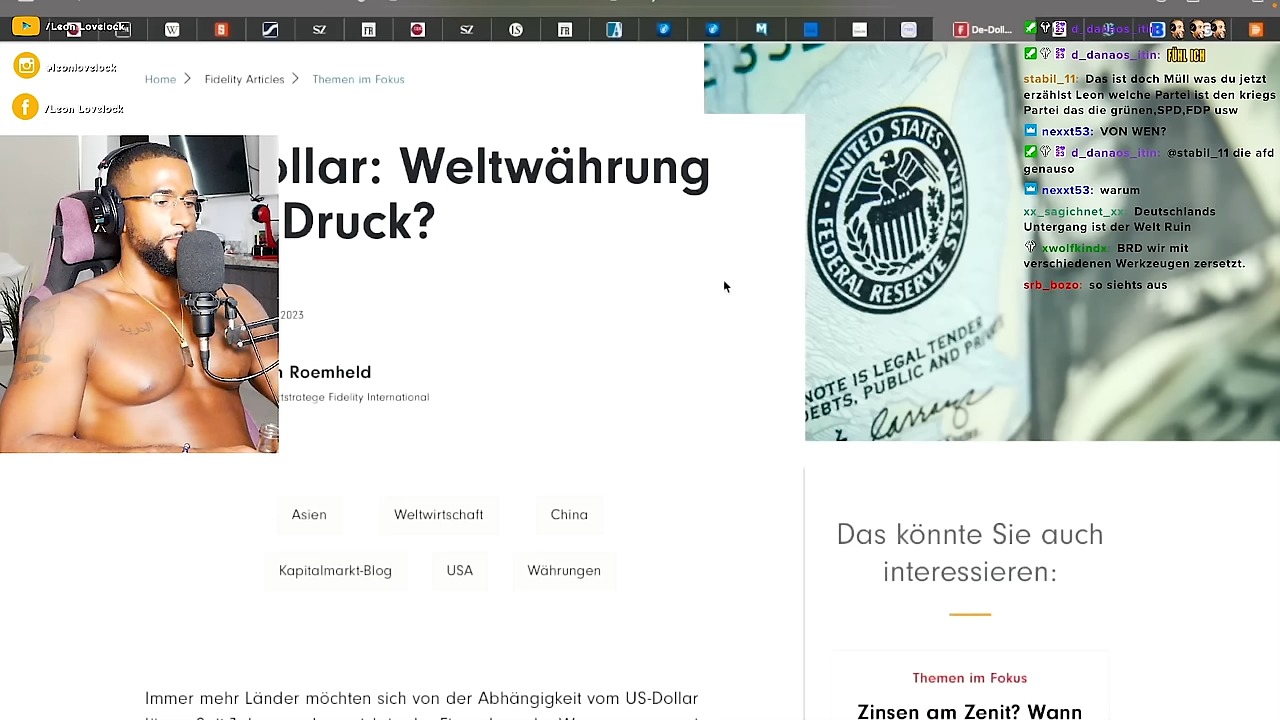 /Leon Lovelock
/leonlovelock
/Leon Lovelock
De-Doll...
Home > Fidelity Articles > Themen im Fokus
ollar: Weltwährung
Druck?
2023
n Roemheld
tstratege Fidelity International
Asien
Weltwirtschaft
China
Kapitalmarkt-Blog
USA
Währungen
Immer mehr Länder möchten sich von der Abhängigkeit vom US-Dollar
UNITED STATES
FEDERAL RESERVE SYSTEM
NOTE IS LEGAL TENDER
DEBTS, PUBLIC AND PRIV
d_danaos_itin: FÜHL ICH
stabil_11: Das ist doch Müll was du jetzt
erzählst Leon welche Partei ist den kriegs
Partei das die grünen,SPD,FDP usw
nexxt53: VON WEN?
d_danaos_itin: @stabil_11 die afd
genauso
nexxt53: warum
xx_sagichnet_xx: Deutschlands
Untergang ist der Welt Ruin
xwolfkindx: BRD wir mit
verschiedenen Werkzeugen zersetzt.
srb_bozo: so siehts aus
Das könnte Sie auch
interessieren:
Themen im Fokus
Zinsen am Zenit? Wann